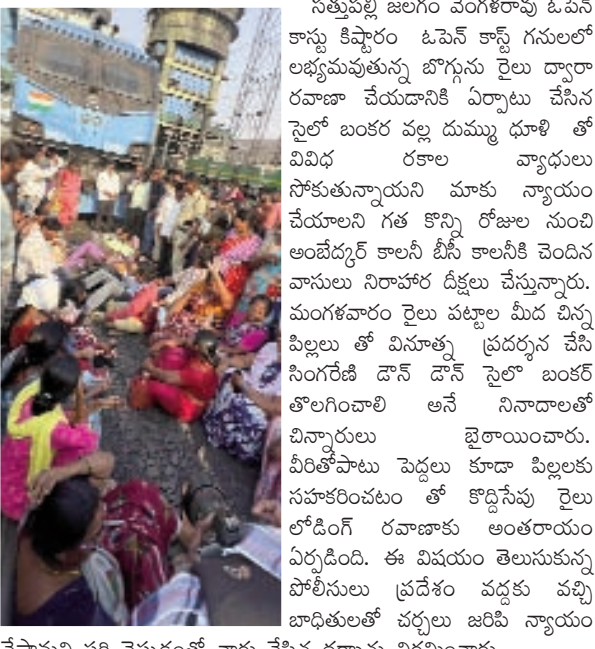 సత్తుపల్లి జలగం వెంగళరావు ఓపెన్
కాస్టు కిష్టారం ఓపెన్ కాస్ట్ గనులలో
లభ్యమవుతున్న బొగ్గును రైలు ద్వారా
రవాణా చేయడానికి ఏర్పాటు చేసిన
సైలో బంకర వల్ల దుమ్ము ధూళి తో
వివిధ రకాల వ్యాధులు
సోకుతున్నాయని మాకు న్యాయం
చేయాలని గత కొన్ని రోజుల నుంచి
అంబేద్కర్ కాలనీ బీసీ కాలనీకి చెందిన
వాసులు నిరాహార దీక్షలు చేస్తున్నారు.
మంగళవారం రైలు పట్టాల మీద చిన్న
పిల్లలు తో వినూత్న ప్రదర్శన చేసి
సింగరేణి డౌన్ డౌన్ సైలొ బంకర్
తొలగించాలి అనే నినాదాలతో
చిన్నారులు బైఠాయించారు.
వీరితోపాటు పెద్దలు కూడా పిల్లలకు
సహకరించటం తో కొద్దిసేపు రైలు
లోడింగ్ రవాణాకు అంతరాయం
ఏర్పడింది. ఈ విషయం తెలుసుకున్న
పోలీసులు ప్రదేశం వద్దకు వచ్చి
బాధితులతో చర్చలు జరిపి న్యాయం